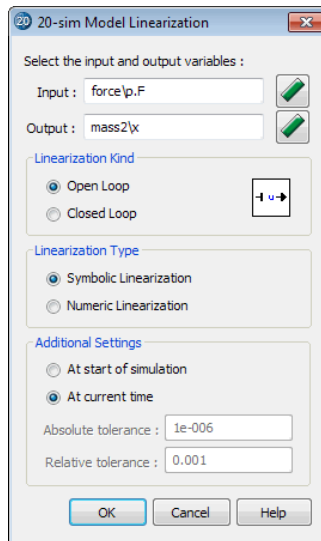 20 20-sim Model Linearization
Select the input and output variables :
Input : force\p.F
Output : mass2\x
Linearization Kind
Open Loop
u
Closed Loop
Linearization Type
Symbolic Linearization
Numeric Linearization
Additional Settings
At start of simulation
At current time
Absolute tolerance : 1e-006
Relative tolerance : 0.001
OK Cancel Help